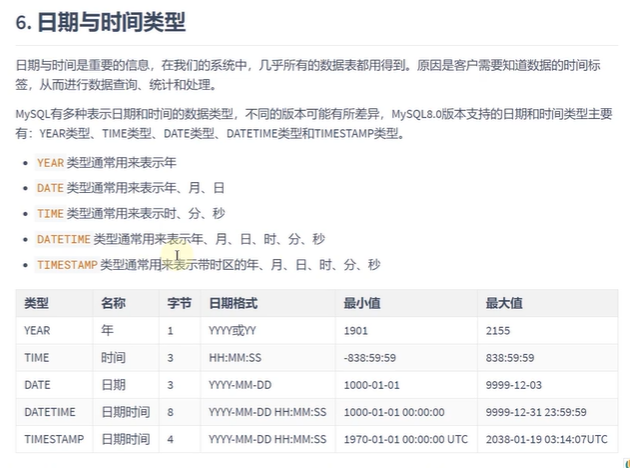 6. 日期与时间类型
日期与时间是重要的信息，在我们的系统中，几乎所有的数据表都用得到。原因是客户需要知道数据的时间标
签，从而进行数据查询、统计和处理。
MySQL有多种表示日期和时间的数据类型，不同的版本可能有所差异，MySQL8.0版本支持的日期和时间类型主要
有：YEAR类型、TIME类型、DATE类型、DATETIME类型和TIMESTAMP类型。
• YEAR 类型通常用来表示年
• DATE 类型通常用来表示年、月、日
• TIME 类型通常用来表示时、分、秒
• DATETIME 类型通常用来表示年、月、日、时、分、秒
• TIMESTAMP 类型通常用来表示带时区的年、月、日、时、分、秒
类型 名称 字节 日期格式 最小值 最大值
YEAR 年 1 YYYY或YY 1901 2155
TIME 时间 3 HH:MM:SS -838:59:59 838:59:59
DATE 日期 3 YYYY-MM-DD 1000-01-01 9999-12-03
DATETIME 日期时间 8 YYYY-MM-DD HH:MM:SS 1000-01-01 00:00:00 9999-12-31 23:59:59
TIMESTAMP 日期时间 4 YYYY-MM-DD HH:MM:SS 1970-01-01 00:00:00 UTC 2038-01-19 03:14:07UTC